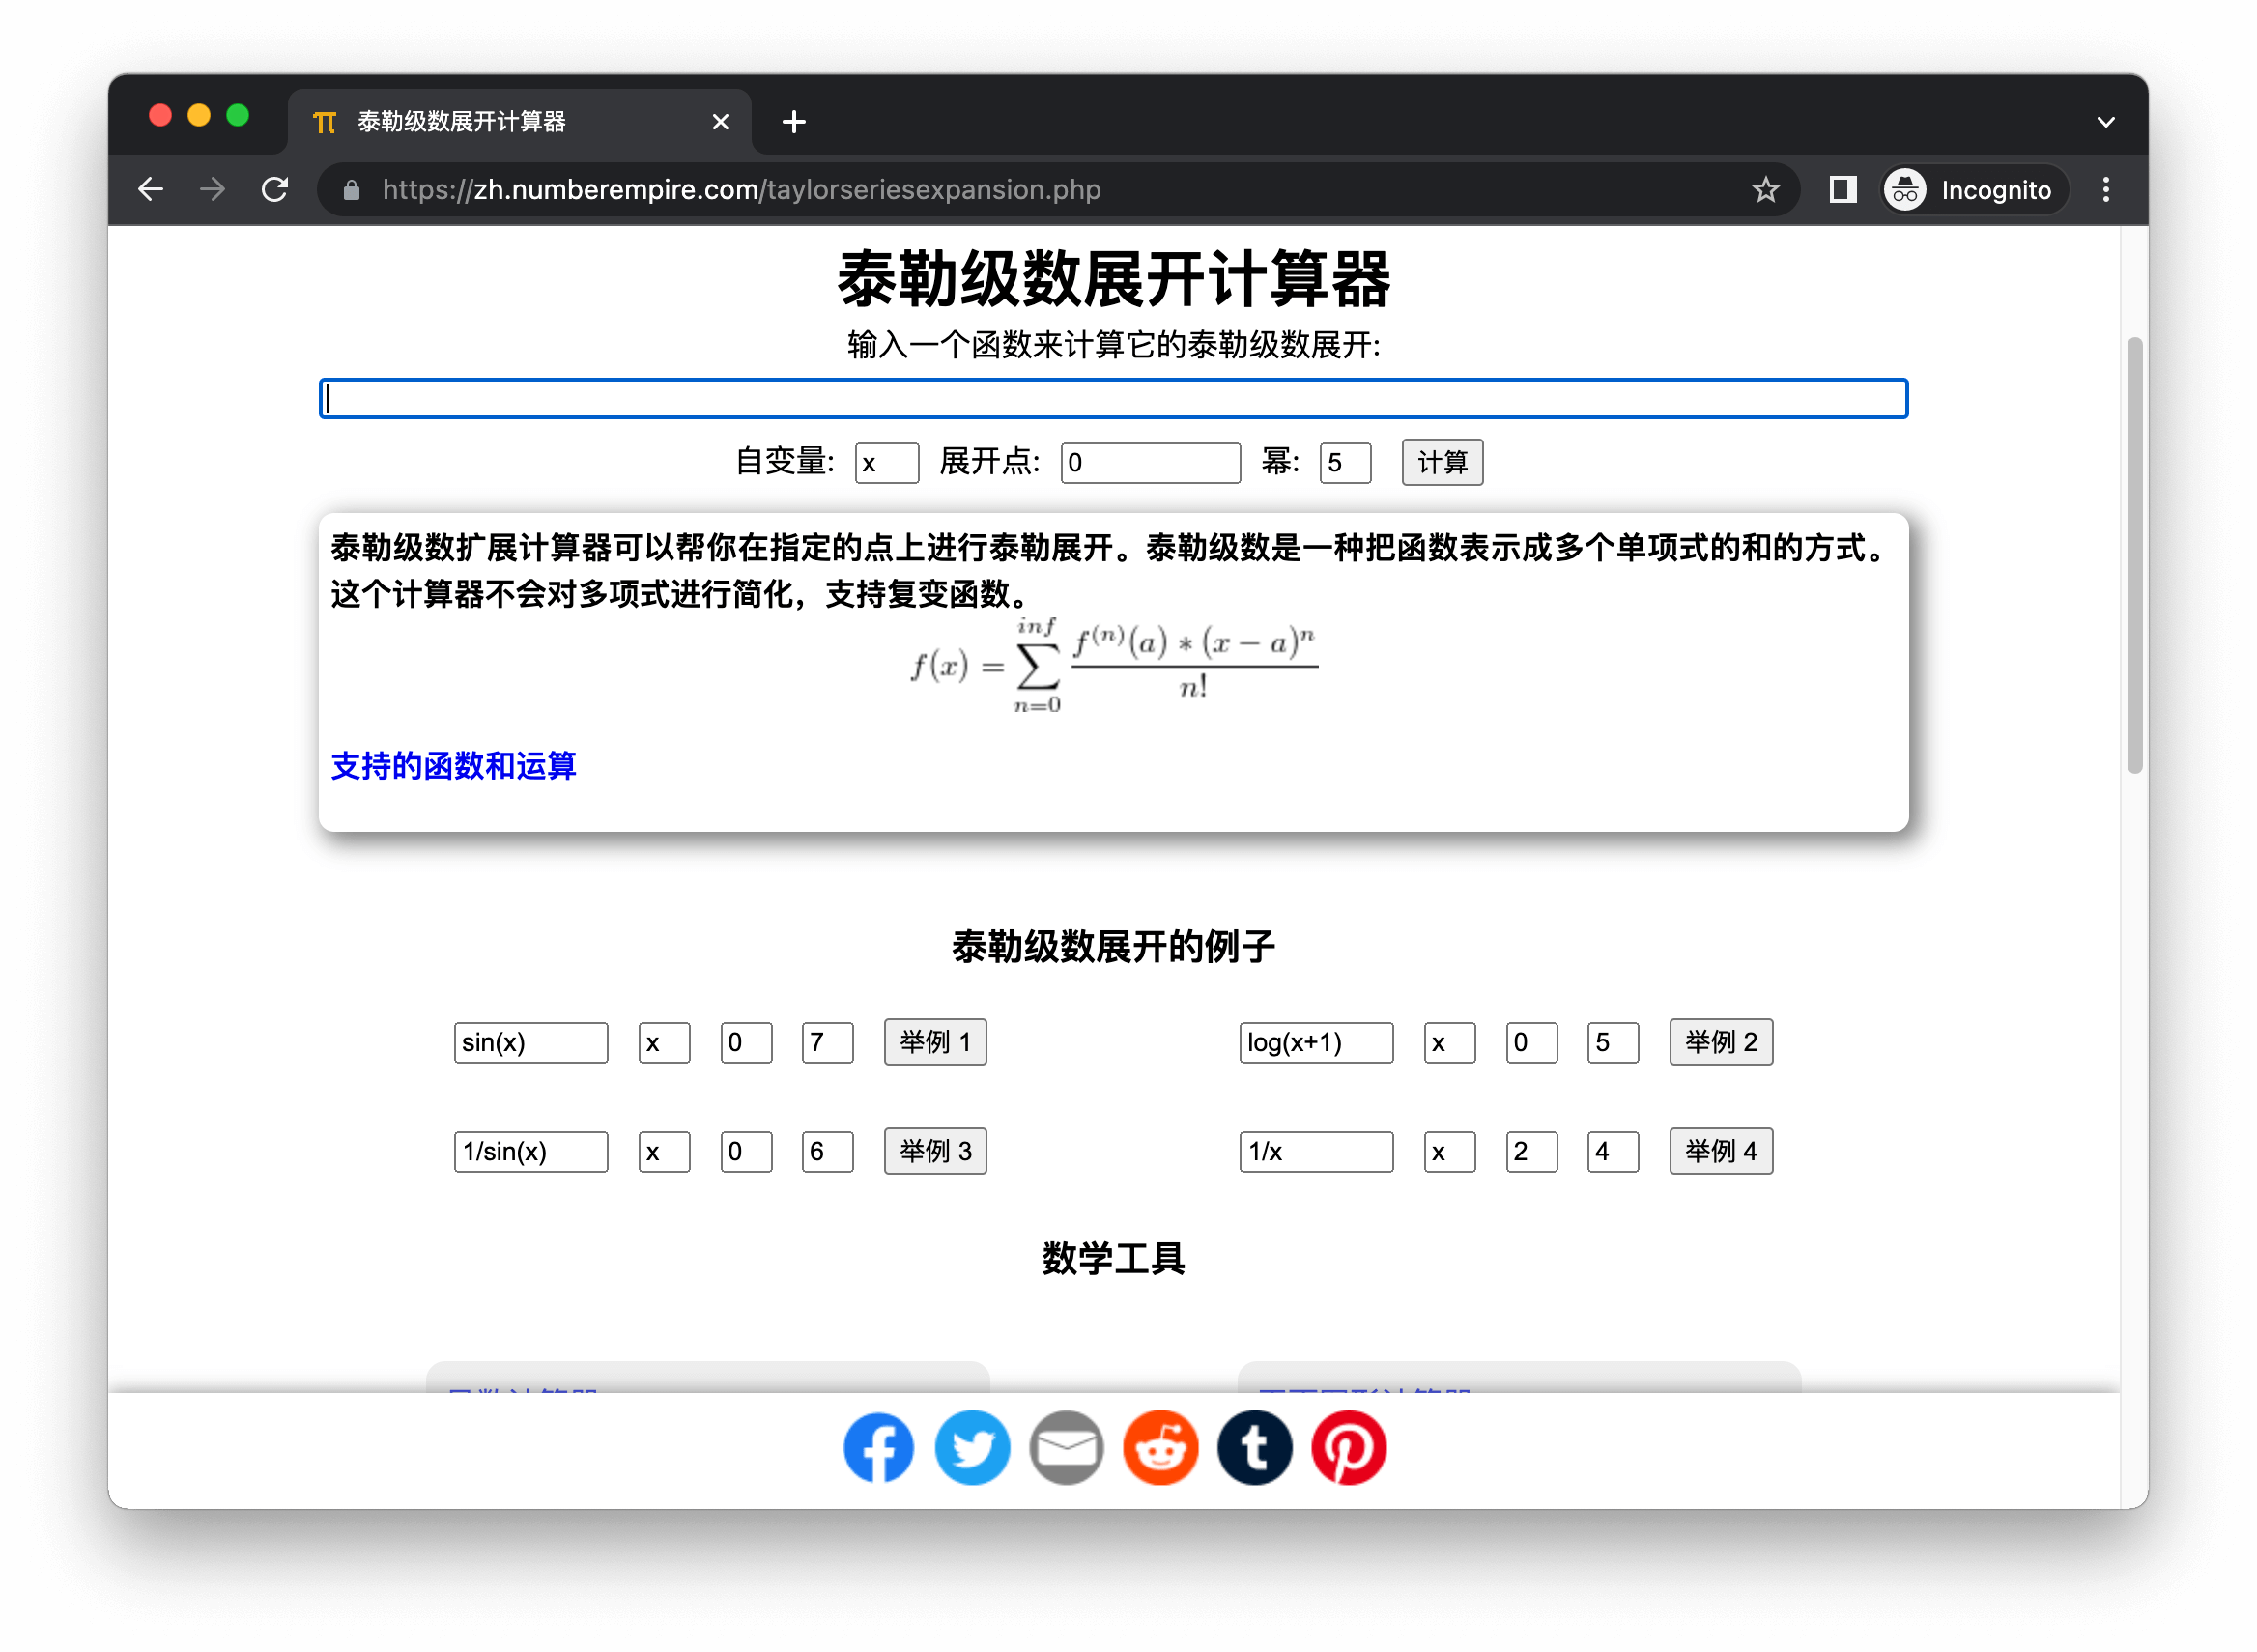 泰勒级数展开计算器
https://zh.numberempire.com/taylorseriesexpansion.php
Incognito
泰勒级数展开计算器
输入一个函数来计算它的泰勒级数展开:
自变量: x 展开点: 0 幂: 5 计算
泰勒级数扩展计算器可以帮你在指定的点上进行泰勒展开。泰勒级数是一种把函数表示成多个单项式的和的方式。
这个计算器不会对多项式进行简化，支持复变函数。
f(x) = \sum_{n=0}^{inf} \frac{f^{(n)}(a) * (x - a)^n}{n!}
支持的函数和运算
泰勒级数展开的例子
sin(x) x 0 7 举例 1 log(x+1) x 0 5 举例 2
1/sin(x) x 0 6 举例 3 1/x x 2 4 举例 4
数学工具